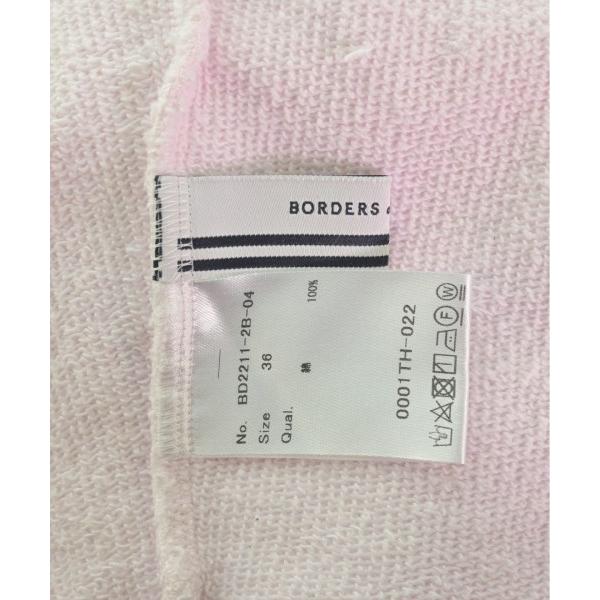 BORDERS
No. BD2211-2B-04
Size 36
Qual.
綿 100%
0001TH-022
W
F